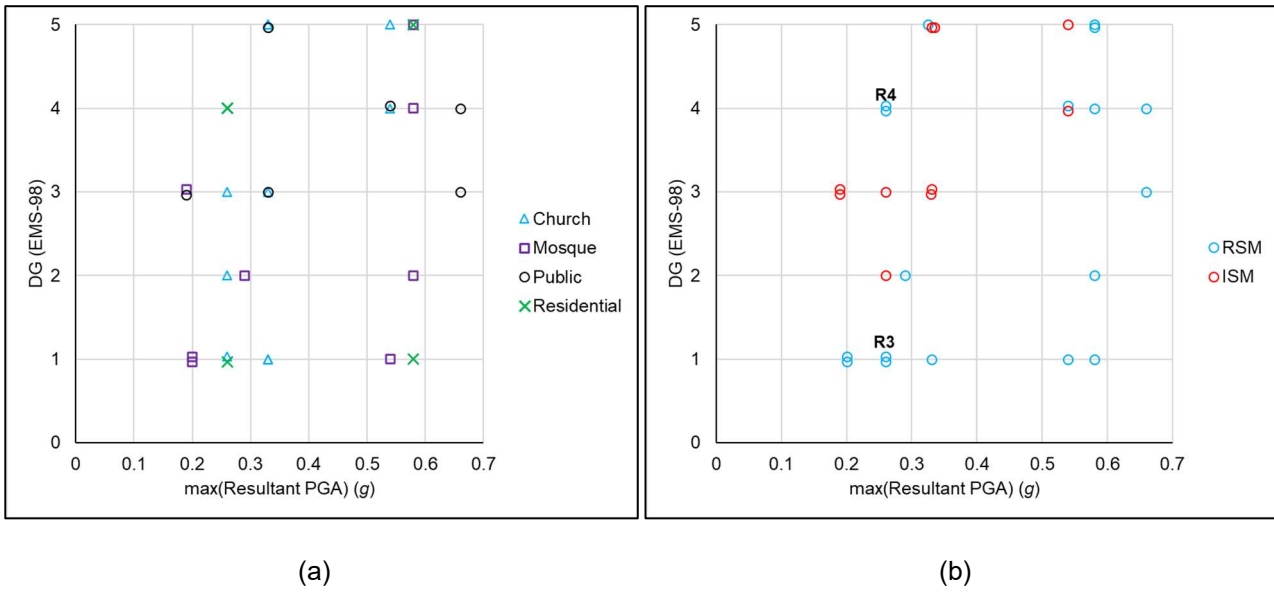 5
4
3
2
1
0
DG (EMS-98)
0 0.1 0.2 0.3 0.4 0.5 0.6 0.7
max(Resultant PGA) (g)
Church
Mosque
Public
Residential
(a)
5
4
3
2
1
0
DG (EMS-98)
R4
R3
0 0.1 0.2 0.3 0.4 0.5 0.6 0.7
max(Resultant PGA) (g)
RSM
ISM
(b)